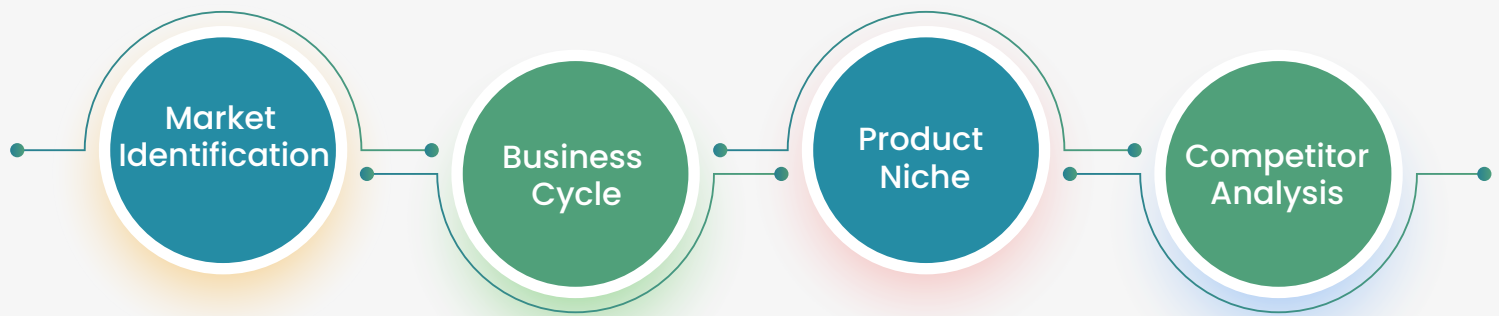 Market
Identification
Business
Cycle
Product
Niche
Competitor
Analysis